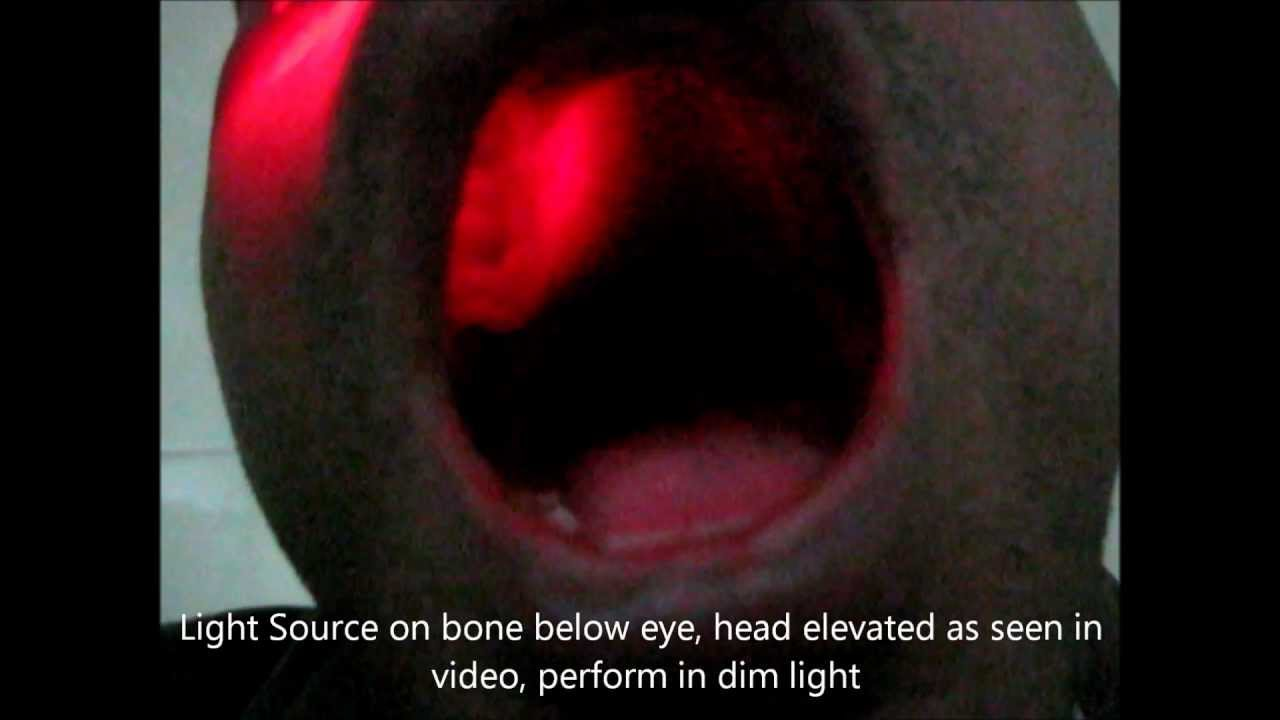 Light Source on bone below eye, head elevated as seen in
video, perform in dim light